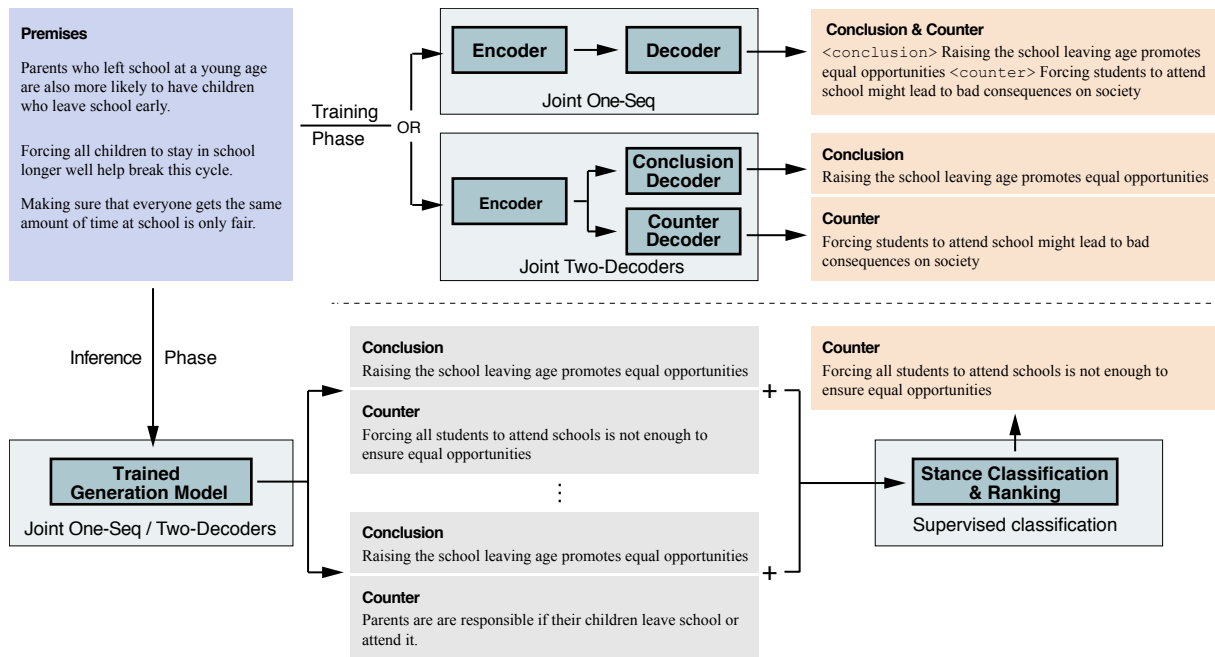 Premises
Parents who left school at a young age
are also more likely to have children
who leave school early.
Forcing all children to stay in school
longer well help break this cycle.
Making sure that everyone gets the same
amount of time at school is only fair.
Training
Phase
OR
Encoder
Decoder
Joint One-Seq
Conclusion & Counter
<conclusion> Raising the school leaving age promotes
equal opportunities <counter> Forcing students to attend
school might lead to bad consequences on society
Encoder
Conclusion
Decoder
Counter
Decoder
Joint Two-Decoders
Conclusion
Raising the school leaving age promotes equal opportunities
Counter
Forcing students to attend school might lead to bad
consequences on society
Inference
Phase
Trained
Generation Model
Joint One-Seq / Two-Decoders
Conclusion
Raising the school leaving age promotes equal opportunities
+
Counter
Forcing all students to attend schools is not enough to
ensure equal opportunities
⋮
Conclusion
Raising the school leaving age promotes equal opportunities
+
Counter
Parents are are responsible if their children leave school or
attend it.
Counter
Forcing all students to attend schools is not enough to
ensure equal opportunities
Stance Classification
& Ranking
Supervised classification